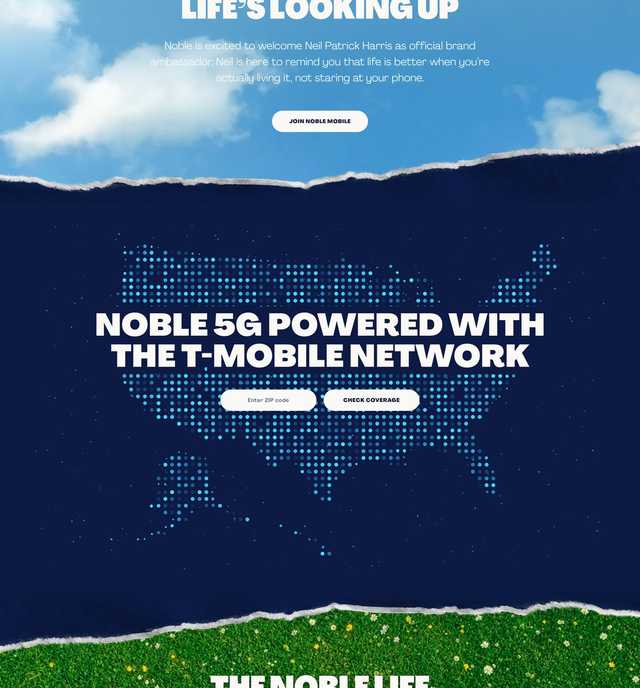 LIFE'S LOOKING UP
Noble is excited to welcome Neil Patrick Harris as official brand
ambassador. Neil is here to remind you that life is better when you're
actually living it, not staring at your phone.
JOIN NOBLE MOBILE
NOBLE 5G POWERED WITH
THE T-MOBILE NETWORK
Enter ZIP code
CHECK COVERAGE
THE NOBLE LIFE